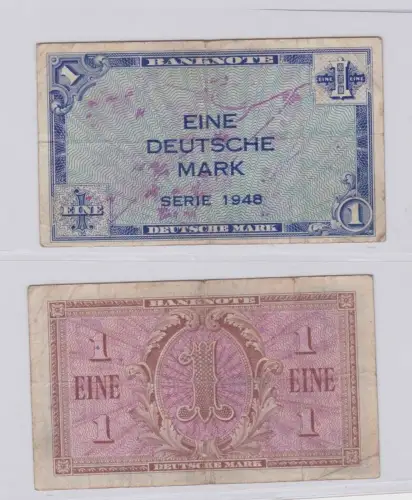 BANKNOTE
1
EINE 1 EINE
EINE
DEUTSCHE
MARK
SERIE 1948
EINE
1
DEUTSCHE MARK
BANKNOTE
1 1
EINE 1 EINE
1 1
DEUTSCHE MARK